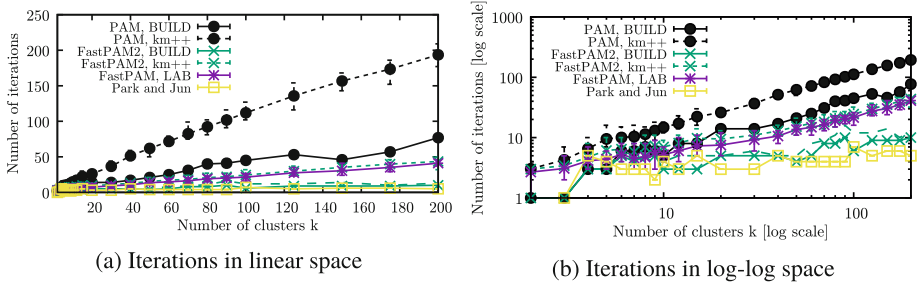 250
200
150
100
50
0
Number of iterations
PAM, BUILD
PAM, km++
FastPAM2, BUILD
FastPAM2, km++
FastPAM, LAB
Park and Jun
20 40 60 80 100 120 140 160 180 200
Number of clusters k
(a) Iterations in linear space
1000
100
10
1
Number of iterations [log scale]
PAM, BUILD
PAM, km++
FastPAM2, BUILD
FastPAM2, km++
FastPAM, LAB
Park and Jun
10 100
Number of clusters k [log scale]
(b) Iterations in log-log space